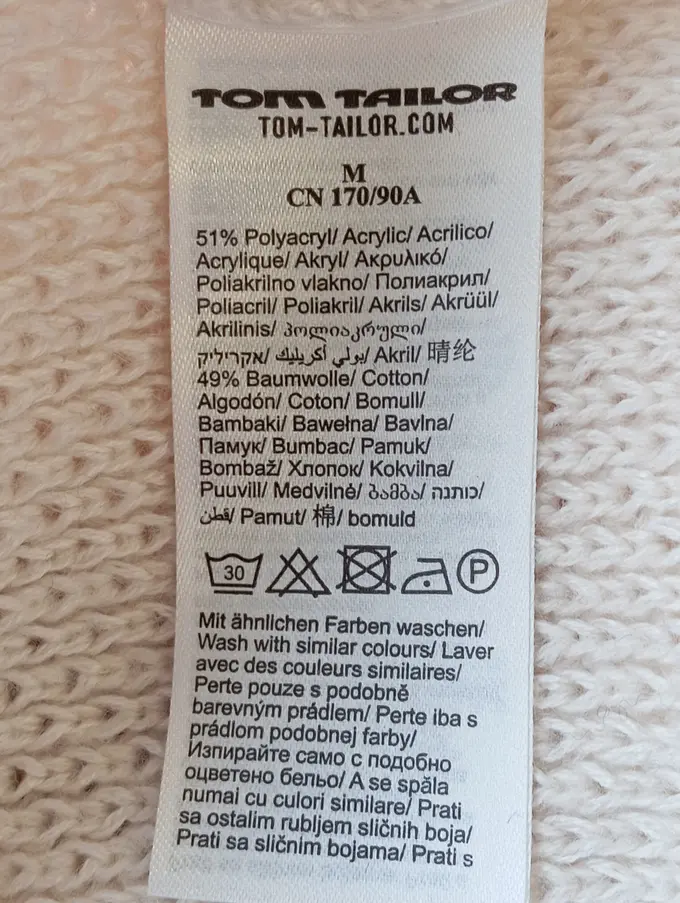 TOM TAILOR
TOM-TAILOR.COM
M
CN 170/90A
51% Polyacryl/ Acrylic/ Acrilico/
Acrylique/ Akryl/ Ακρυλικό/
Poliakrilno vlakno/ Полиакрил/
Poliacril/ Poliakril/ Akrils/ Akrüül/
Akrilinis/ პოლიაკრული/
אקריליק/ بولي أكريليك/ Akril/ 晴纶
49% Baumwolle/ Cotton/
Algodón/ Coton/ Bomull/
Bambaki/ Bawełna/ Bavlna/
Памук/ Bumbac/ Pamuk/
Bombaž/ Хлопок/ Kokvilna/
Puuvill/ Medvilnė/ ბამბა/ כותנה/
قطن/ Pamut/ 棉/ bomuld
30 P
Mit ähnlichen Farben waschen/
Wash with similar colours/ Laver
avec des couleurs similaires/
Perte pouze s podobně
barevným prádlem/ Perte iba s
prádlom podobnej farby/
Изпирайте само с подобно
оцветено бельо/ A se spăla
numai cu culori similare/ Prati
sa ostalim rubljem sličnih boja/
Prati sa sličnim bojama/ Prati s